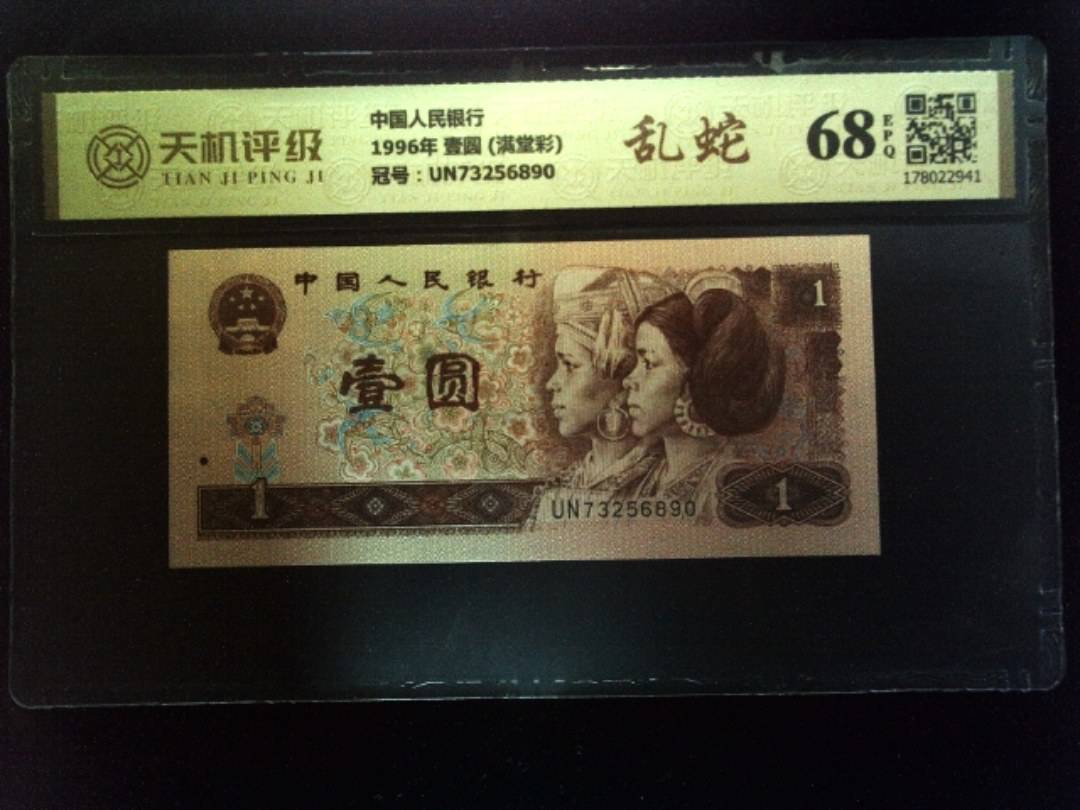 天机评级
TIAN JI PING JI
中国人民银行
1996年 壹圆 (满堂彩)
冠号：UN73256890
乱蛇
68
EPQ
178022941
中国人民银行
1
壹圆
1
UN73256890
1